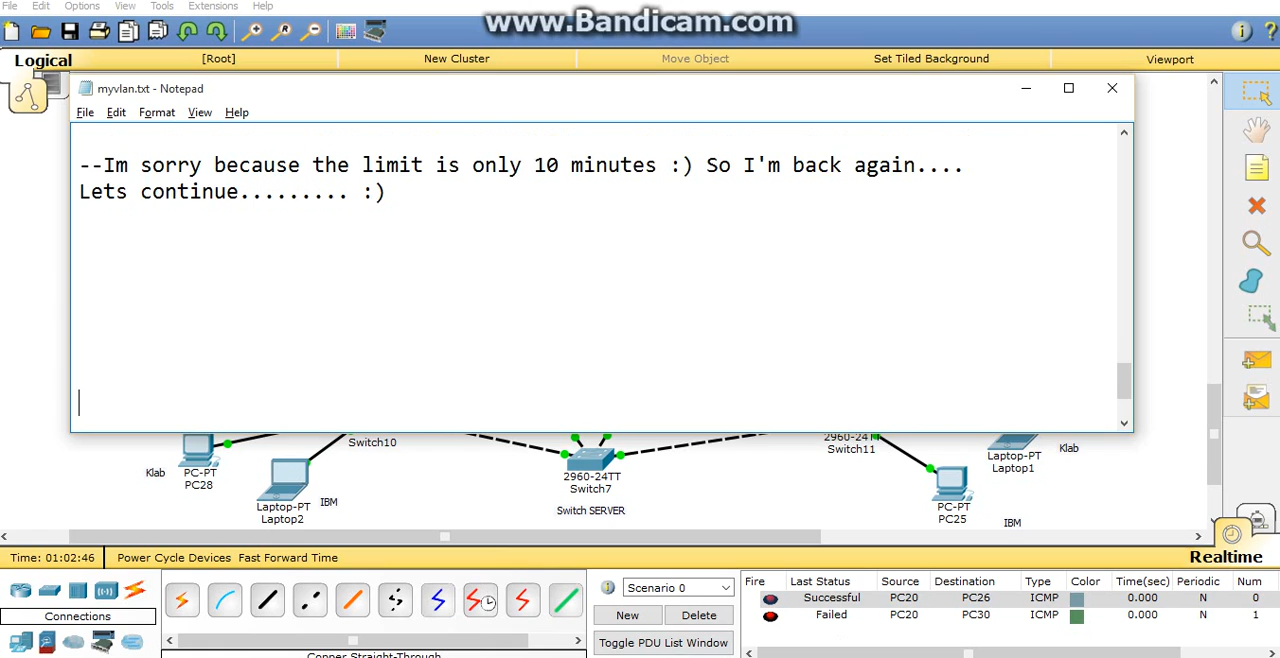 File Edit Options View Tools Extensions Help
www.Bandicam.com
Logical [Root] New Cluster Move Object Set Tiled Background Viewport
myvlan.txt - Notepad
File Edit Format View Help
--Im sorry because the limit is only 10 minutes :) So I'm back again....
Lets continue......... :)
Klab
PC-PT
PC28
Switch10
Laptop-PT
Laptop2
IBM
2960-24TT
Switch7
Switch SERVER
2960-24TT
Switch11
PC-PT
PC25
Laptop-PT
Laptop1
Klab
IBM
Time: 01:02:46 Power Cycle Devices Fast Forward Time Realtime
Connections
Copper Straight-Through
Scenario 0
New Delete
Toggle PDU List Window
Fire Last Status Source Destination Type Color Time(sec) Periodic Num
Successful PC20 PC26 ICMP 0.000 N 0
Failed PC20 PC30 ICMP 0.000 N 1